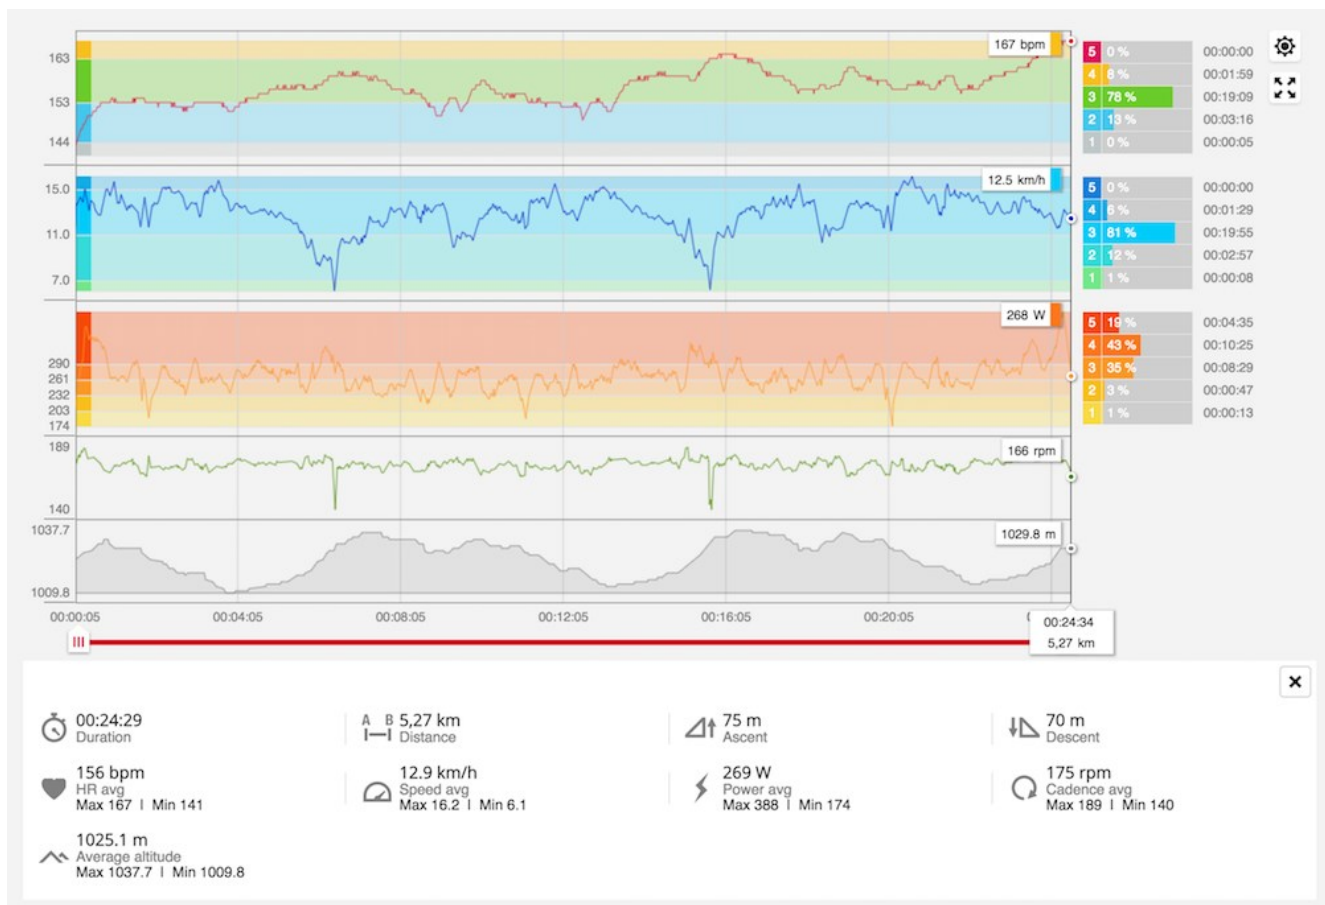 163
153
144
167 bpm
5 0 % 00:00:00
4 8 % 00:01:59
3 78 % 00:19:09
2 13 % 00:03:16
1 0 % 00:00:05
15.0
11.0
7.0
12.5 km/h
5 0 % 00:00:00
4 6 % 00:01:29
3 81 % 00:19:55
2 12 % 00:02:57
1 1 % 00:00:08
290
261
232
203
174
268 W
5 19 % 00:04:35
4 43 % 00:10:25
3 35 % 00:08:29
2 3 % 00:00:47
1 1 % 00:00:13
189
140
166 rpm
1037.7
1009.8
1029.8 m
00:00:05 00:04:05 00:08:05 00:12:05 00:16:05 00:20:05
00:24:34
5,27 km
00:24:29
Duration
A B 5,27 km
Distance
75 m
Ascent
70 m
Descent
156 bpm
HR avg
Max 167 | Min 141
12.9 km/h
Speed avg
Max 16.2 | Min 6.1
269 W
Power avg
Max 388 | Min 174
175 rpm
Cadence avg
Max 189 | Min 140
1025.1 m
Average altitude
Max 1037.7 | Min 1009.8